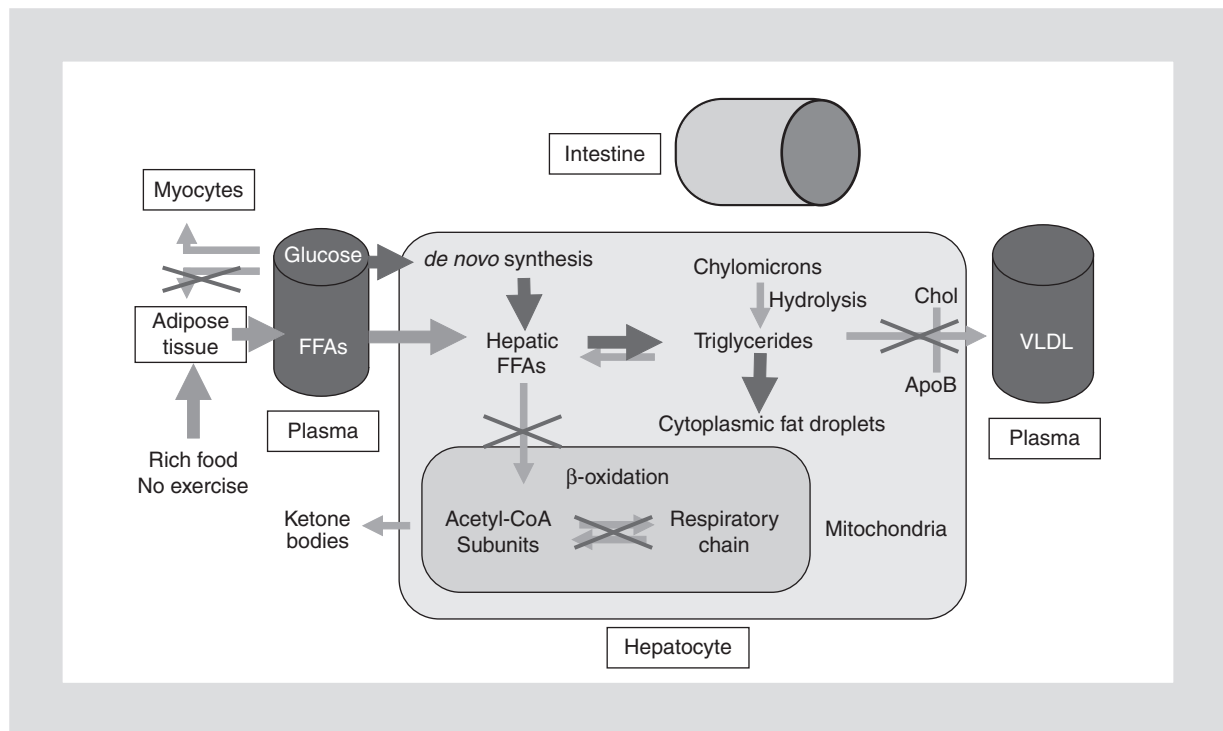 Intestine
Myocytes
Glucose
de novo synthesis
Chylomicrons
Hydrolysis
Chol
Adipose
tissue
FFAs
Hepatic
FFAs
Triglycerides
VLDL
ApoB
Plasma
Cytoplasmic fat droplets
Plasma
Rich food
No exercise
β-oxidation
Ketone
bodies
Acetyl-CoA
Subunits
Respiratory
chain
Mitochondria
Hepatocyte